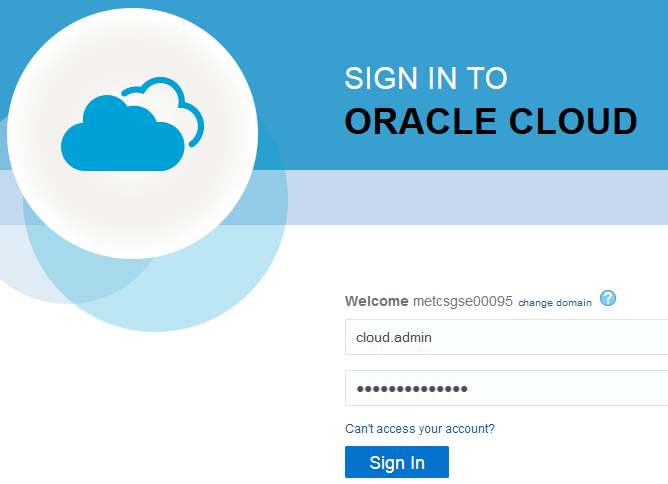 SIGN IN TO
ORACLE CLOUD
Welcome metcsgse00095 change domain ?
cloud.admin
••••••••••••••
Can't access your account?
Sign In